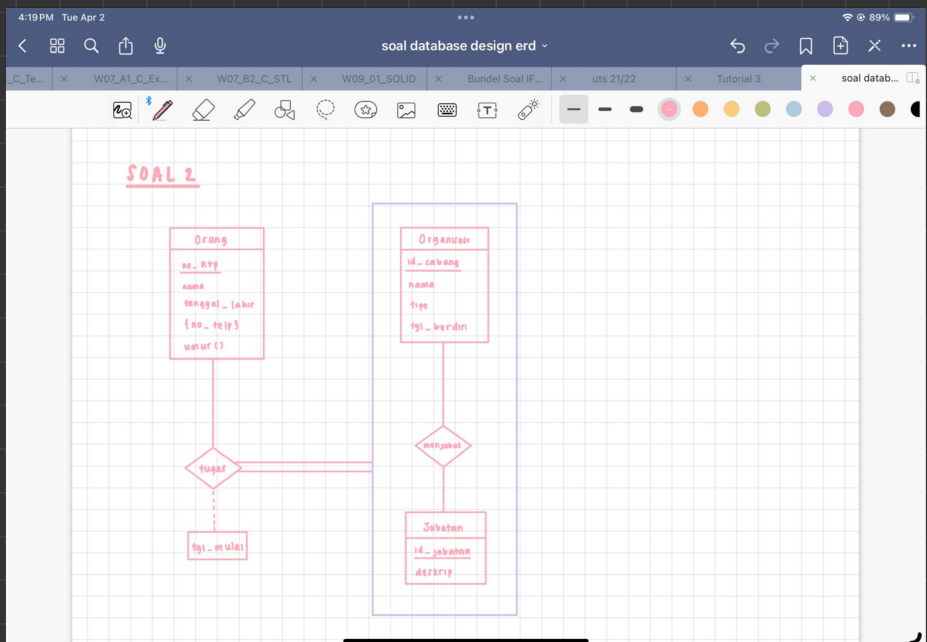 4:19 PM Tue Apr 2
89%
soal database design erd
_C_Te...
W07_A1_C_Ex...
W07_B2_C_STL
W09_01_SOLID
Bundel Soal IF...
uts 21/22
Tutorial 3
soal datab...
SOAL 2
Orang
no_ktp
nama
tanggal_lahir
{no_telp}
umur()
Organisasi
id_cabang
nama
tipe
tgl_berdiri
menjabat
tugas
tgl_mulai
Jabatan
id_jabatan
deskrip